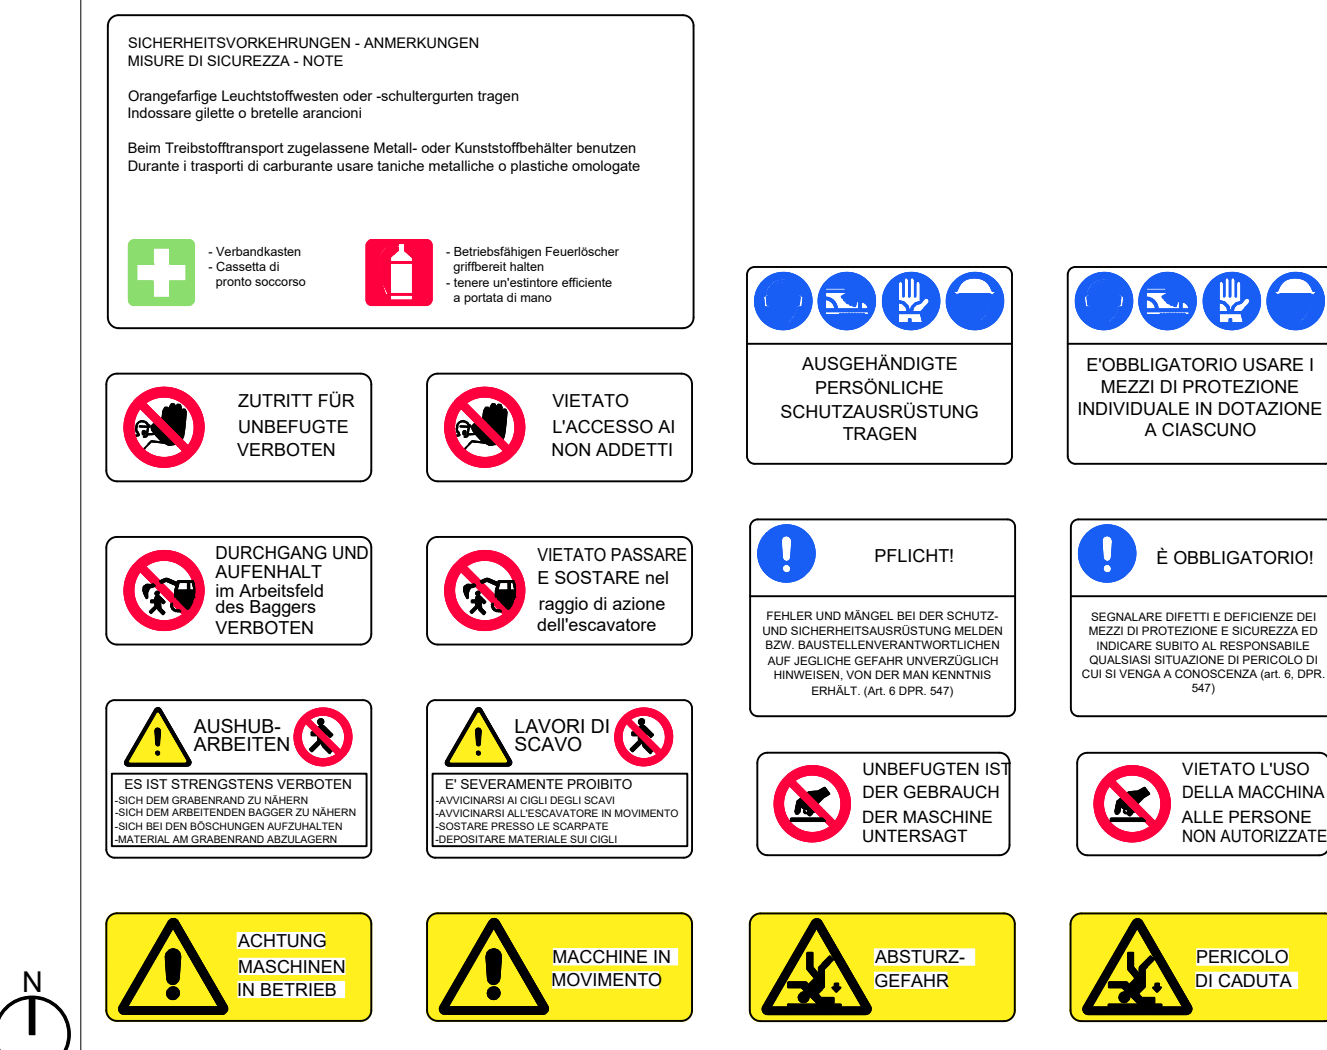 SICHERHEITSVORKEHRUNGEN - ANMERKUNGEN
MISURE DI SICUREZZA - NOTE
Orangefarfige Leuchtstoffwesten oder -schultergurten tragen
Indossare gilette o bretelle arancioni
Beim Treibstofftransport zugelassene Metall- oder Kunststoffbehälter benutzen
Durante i trasporti di carburante usare taniche metalliche o plastiche omologate
- Verbandkasten
- Cassetta di
pronto soccorso
- Betriebsfähigen Feuerlöscher
griffbereit halten
- tenere un'estintore efficiente
a portata di mano
AUSGEHÄNDIGTE
PERSÖNLICHE
SCHUTZAUSRÜSTUNG
TRAGEN
E'OBBLIGATORIO USARE I
MEZZI DI PROTEZIONE
INDIVIDUALE IN DOTAZIONE
A CIASCUNO
ZUTRITT FÜR
UNBEFUGTE
VERBOTEN
VIETATO
L'ACCESSO AI
NON ADDETTI
DURCHGANG UND
AUFENHALT
im Arbeitsfeld
des Baggers
VERBOTEN
VIETATO PASSARE
E SOSTARE nel
raggio di azione
dell'escavatore
PFLICHT!
FEHLER UND MÄNGEL BEI DER SCHUTZ-
UND SICHERHEITSAUSRÜSTUNG MELDEN
BZW. BAUSTELLENVERANTWORTLICHEN
AUF JEGLICHE GEFAHR UNVERZÜGLICH
HINWEISEN, VON DER MAN KENNTNIS
ERHÄLT. (Art. 6 DPR. 547)
È OBBLIGATORIO!
SEGNALARE DIFETTI E DEFICIENZE DEI
MEZZI DI PROTEZIONE E SICUREZZA ED
INDICARE SUBITO AL RESPONSABILE
QUALSIASI SITUAZIONE DI PERICOLO DI
CUI SI VENGA A CONOSCENZA (art. 6, DPR.
547)
AUSHUB-
ARBEITEN
ES IST STRENGSTENS VERBOTEN
-SICH DEM GRABENRAND ZU NÄHERN
-SICH DEM ARBEITENDEN BAGGER ZU NÄHERN
-SICH BEI DEN BÖSCHUNGEN AUFZUHALTEN
-MATERIAL AM GRABENRAND ABZULAGERN
LAVORI DI
SCAVO
E' SEVERAMENTE PROIBITO
-AVVICINARSI AI CIGLI DEGLI SCAVI
-AVVICINARSI ALL'ESCAVATORE IN MOVIMENTO
-SOSTARE PRESSO LE SCARPATE
-DEPOSITARE MATERIALE SUI CIGLI
UNBEFUGTEN IST
DER GEBRAUCH
DER MASCHINE
UNTERSAGT
VIETATO L'USO
DELLA MACCHINA
ALLE PERSONE
NON AUTORIZZATE
ACHTUNG
MASCHINEN
IN BETRIEB
MACCHINE IN
MOVIMENTO
ABSTURZ-
GEFAHR
PERICOLO
DI CADUTA
N